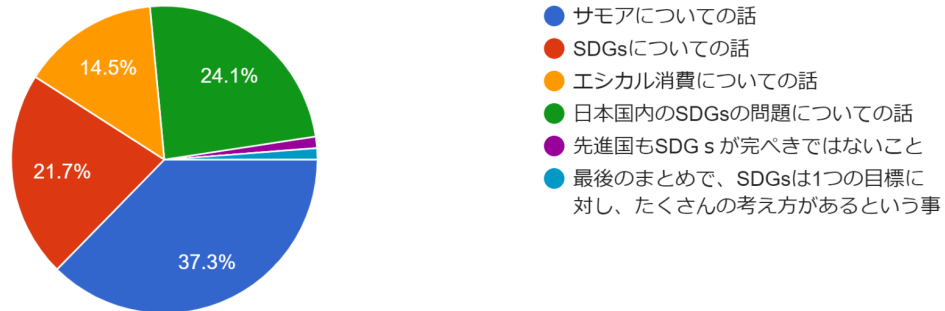 14.5%
24.1%
21.7%
37.3%
サモアについての話
SDGsについての話
エシカル消費についての話
日本国内のSDGsの問題についての話
先進国もSDGｓが完ぺきではないこと
最後のまとめで、SDGsは1つの目標に
対し、たくさんの考え方があるという事